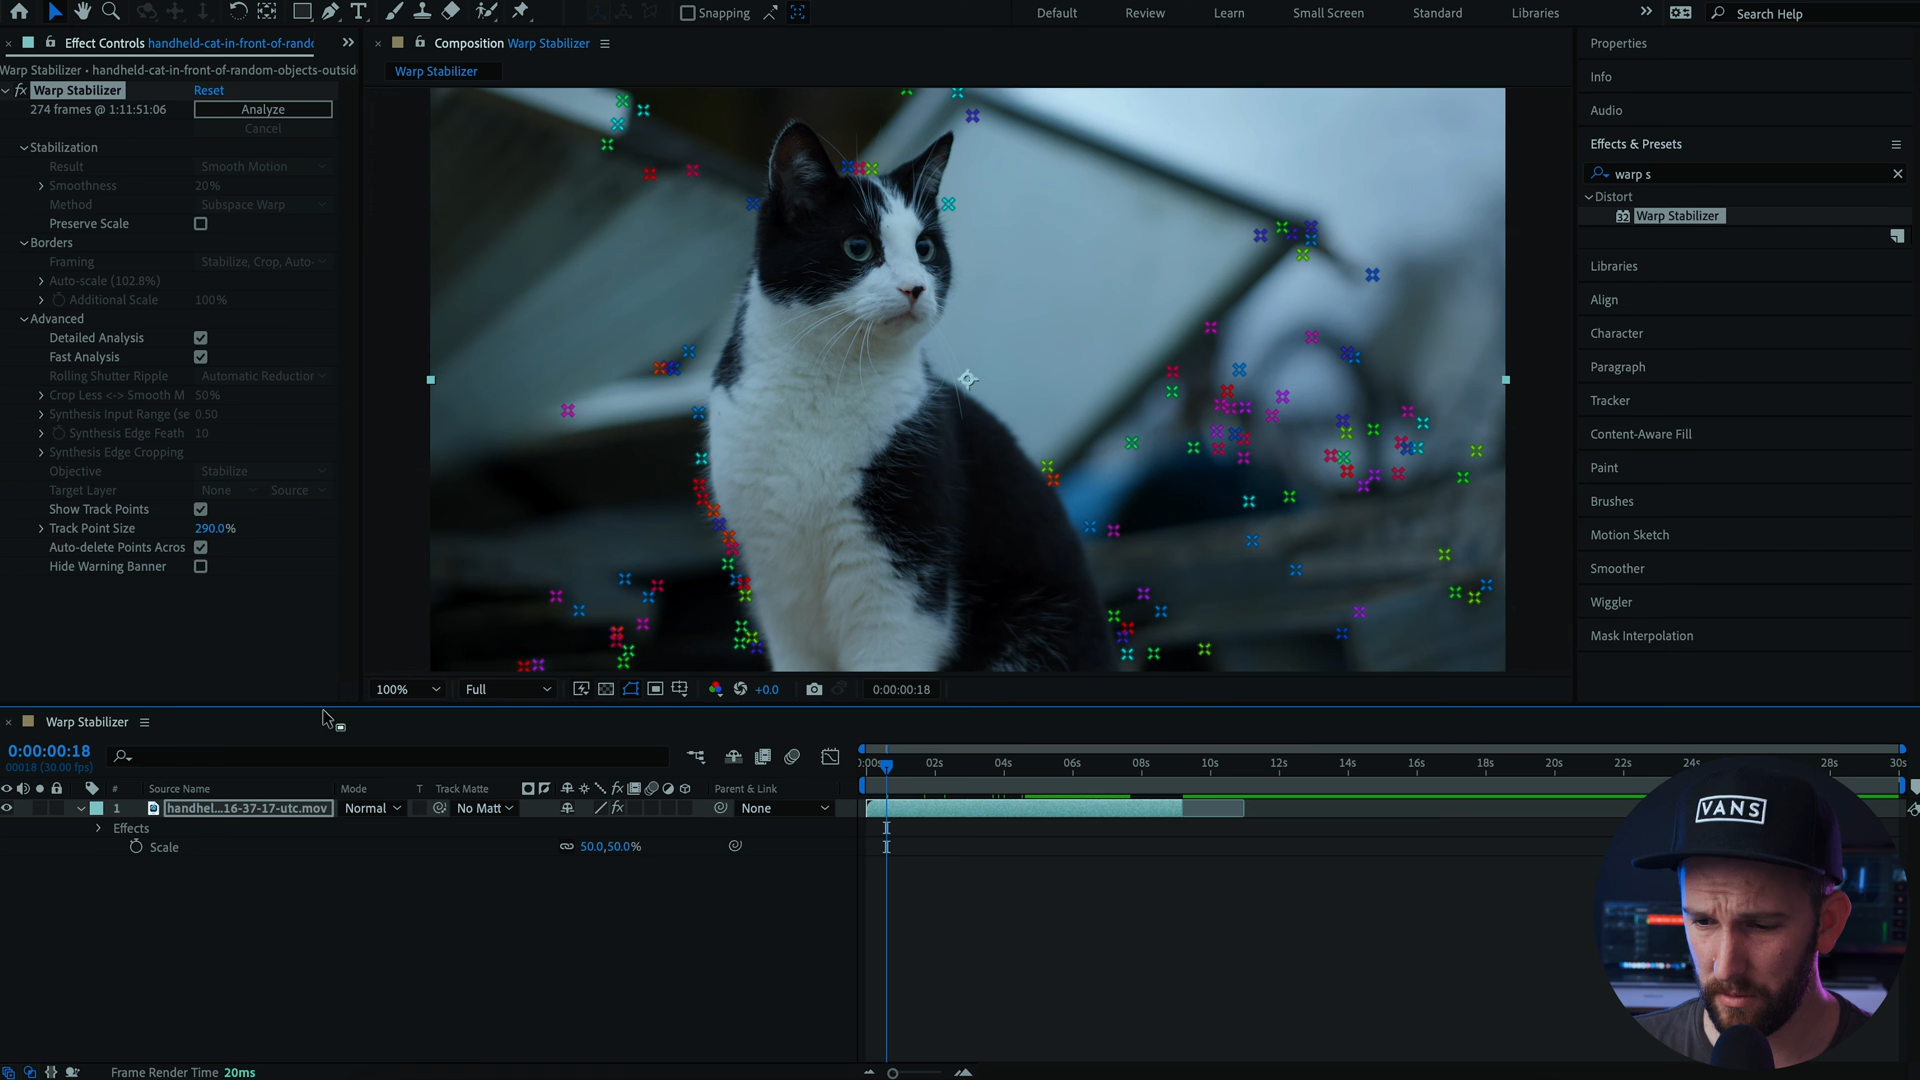 Snapping
Default
Review
Learn
Small Screen
Standard
Libraries
Search Help
Effect Controls handheld-cat-in-front-of-rand
Composition Warp Stabilizer
Properties
Warp Stabilizer • handheld-cat-in-front-of-random-objects-outsid
Warp Stabilizer
Info
fx Warp Stabilizer Reset
274 frames @ 1:11:51:06 Analyze
Audio
Cancel
Stabilization
Effects & Presets
Result Smooth Motion
warp s
Smoothness 20%
Distort
Method Subspace Warp
32 Warp Stabilizer
Preserve Scale
Borders
Framing Stabilize, Crop, Auto-
Libraries
Auto-scale (102.8%)
Align
Additional Scale 100%
Advanced
Character
Detailed Analysis
Fast Analysis
Paragraph
Rolling Shutter Ripple Automatic Reduction
Crop Less <-> Smooth M 50%
Tracker
Synthesis Input Range (se 0.50
Synthesis Edge Feath 10
Content-Aware Fill
Synthesis Edge Cropping
Objective Stabilize
Paint
Target Layer None Source
Brushes
Show Track Points
Track Point Size 290.0%
Motion Sketch
Auto-delete Points Acros
Hide Warning Banner
Smoother
Wiggler
Mask Interpolation
100% Full +0.0 0:00:00:18
Warp Stabilizer
0:00:00:18
00018 (30.00 fps)
0:00s 02s 04s 06s 08s 10s 12s 14s 16s 18s 20s 22s 24s 28s 30s
# Source Name Mode T Track Matte fx Parent & Link
1 handhel...16-37-17-utc.mov Normal No Matt fx None
Effects
Scale 50.0,50.0%
VANS
Frame Render Time 20ms